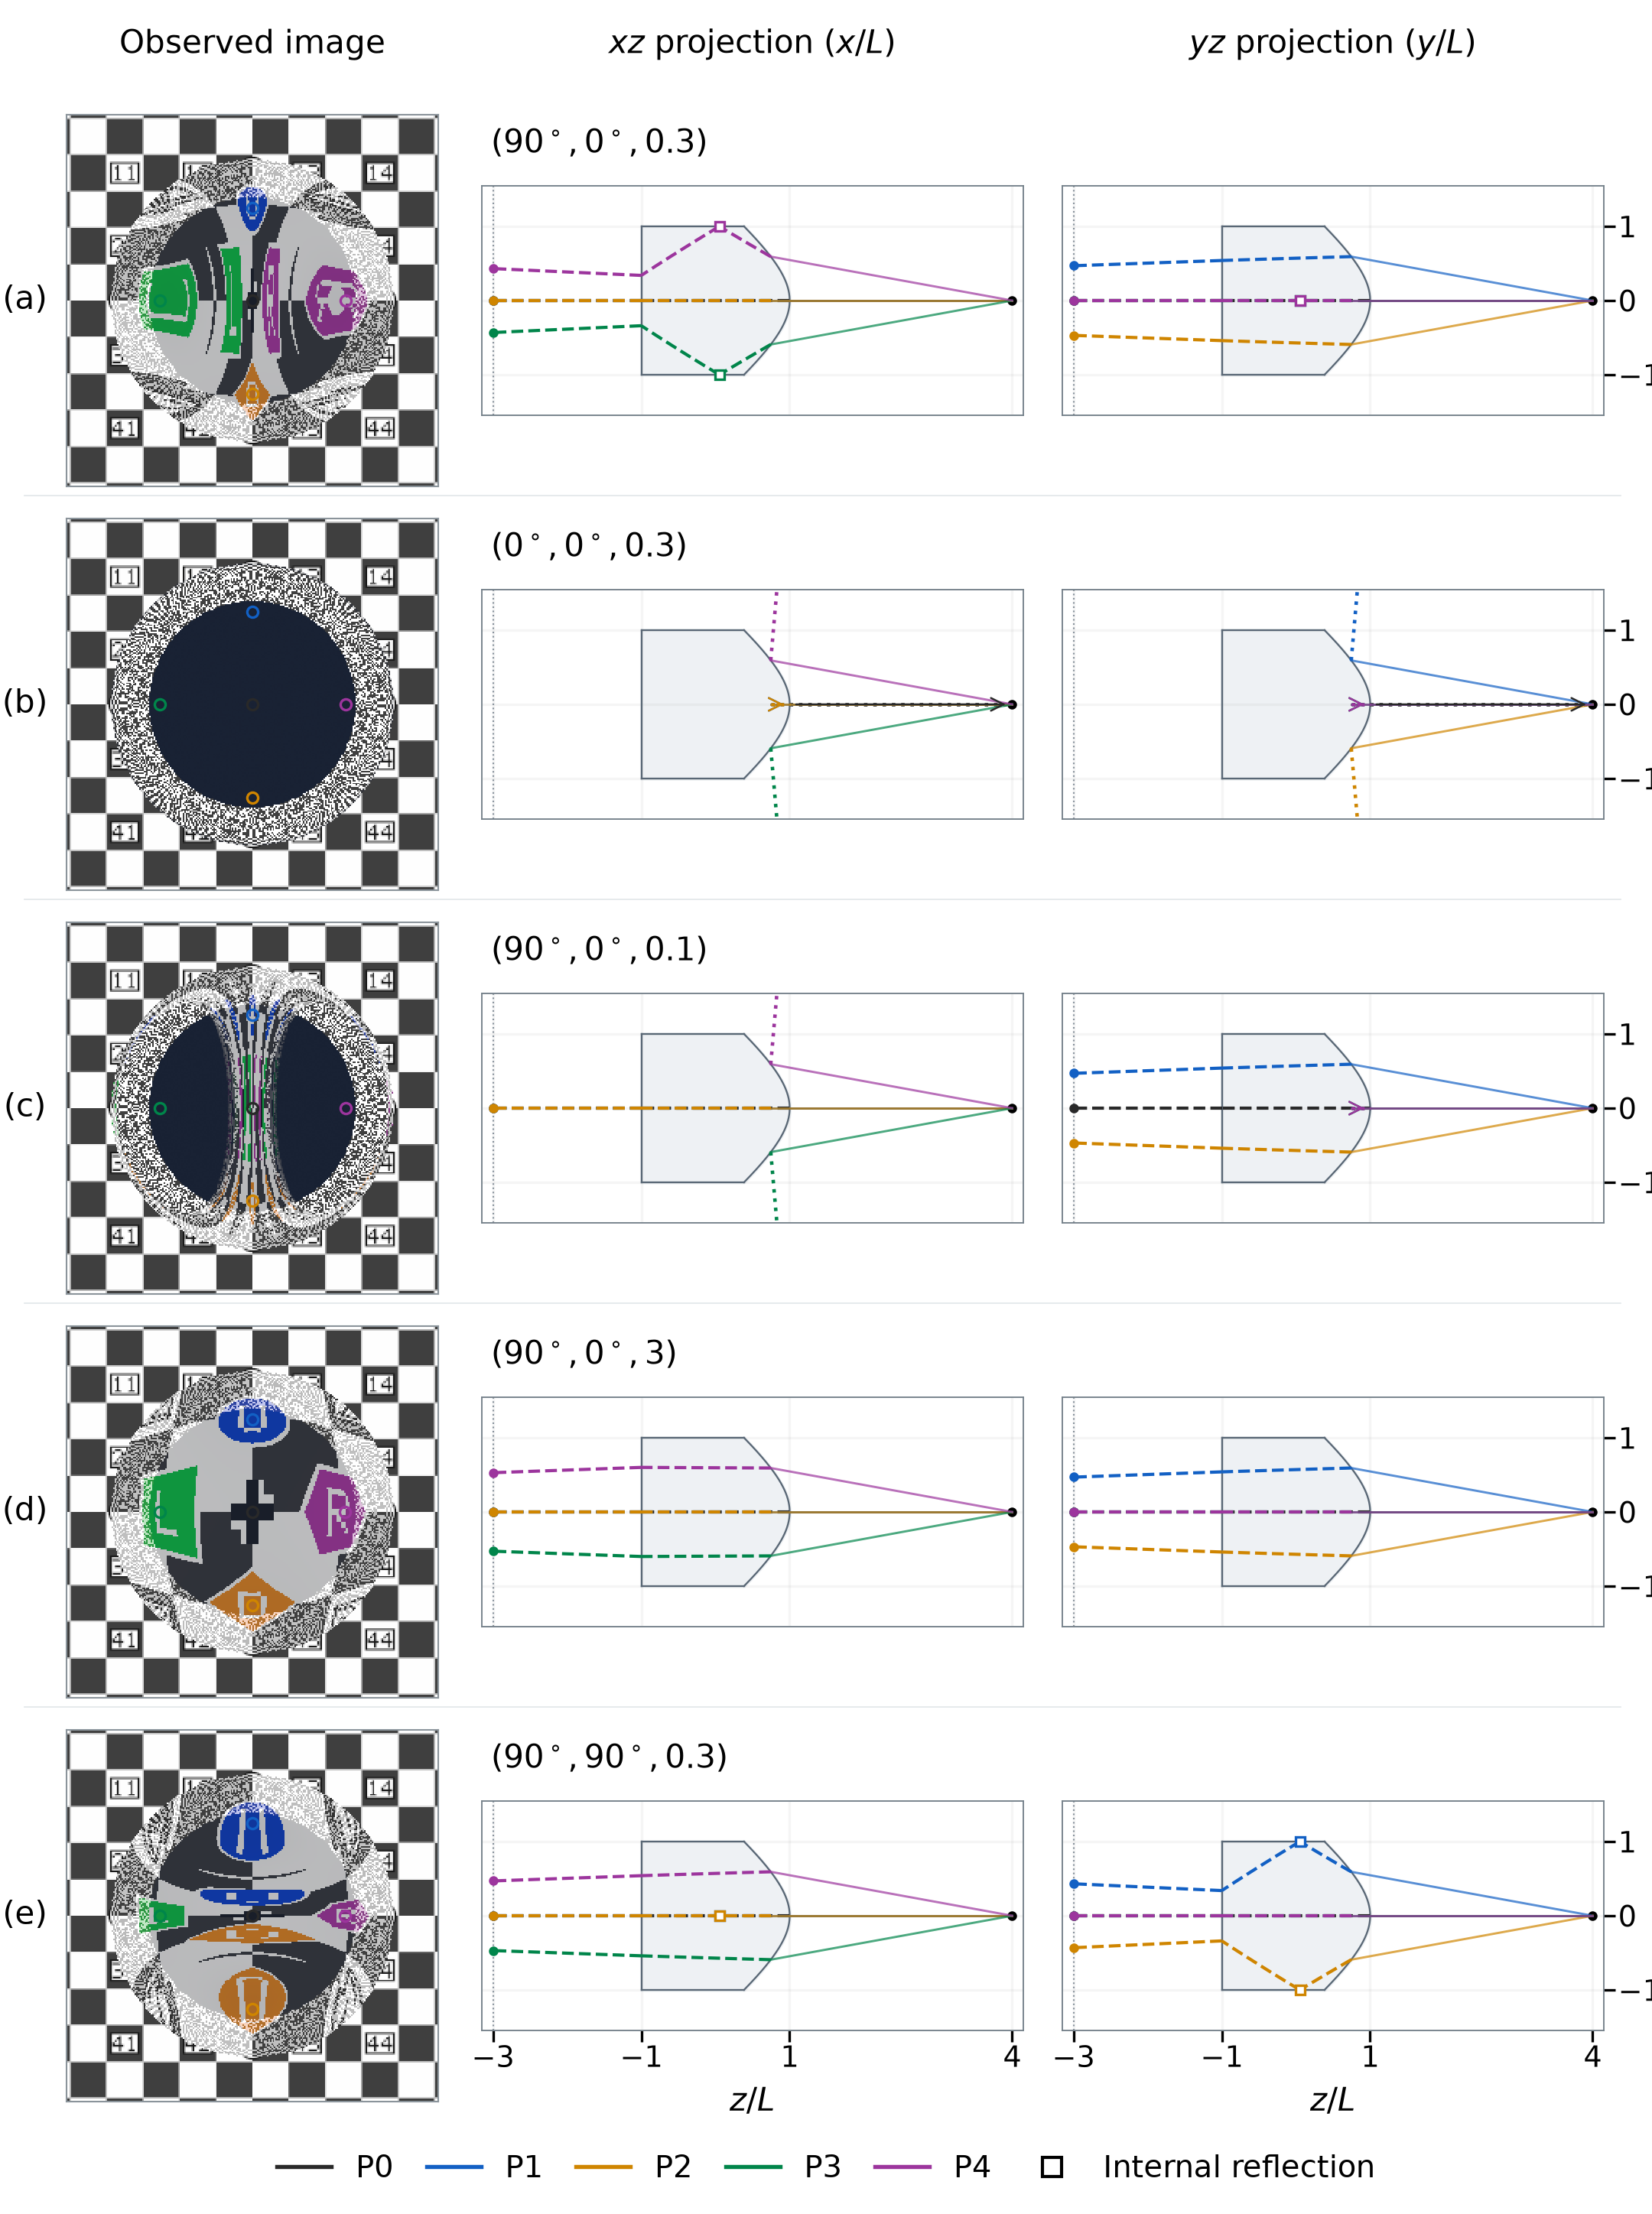 Observed image
xz projection (x/L)
yz projection (y/L)
(a)
11
14
41
44
(90°, 0°, 0.3)
1
0
−1
(b)
11
14
41
44
(0°, 0°, 0.3)
1
0
−1
(c)
11
14
41
44
(90°, 0°, 0.1)
1
0
−1
(d)
11
14
41
44
(90°, 0°, 3)
1
0
−1
(e)
11
14
41
44
(90°, 90°, 0.3)
1
0
−1
−3 −1 1 4
−3 −1 1 4
z/L
z/L
P0 P1 P2 P3 P4 Internal reflection